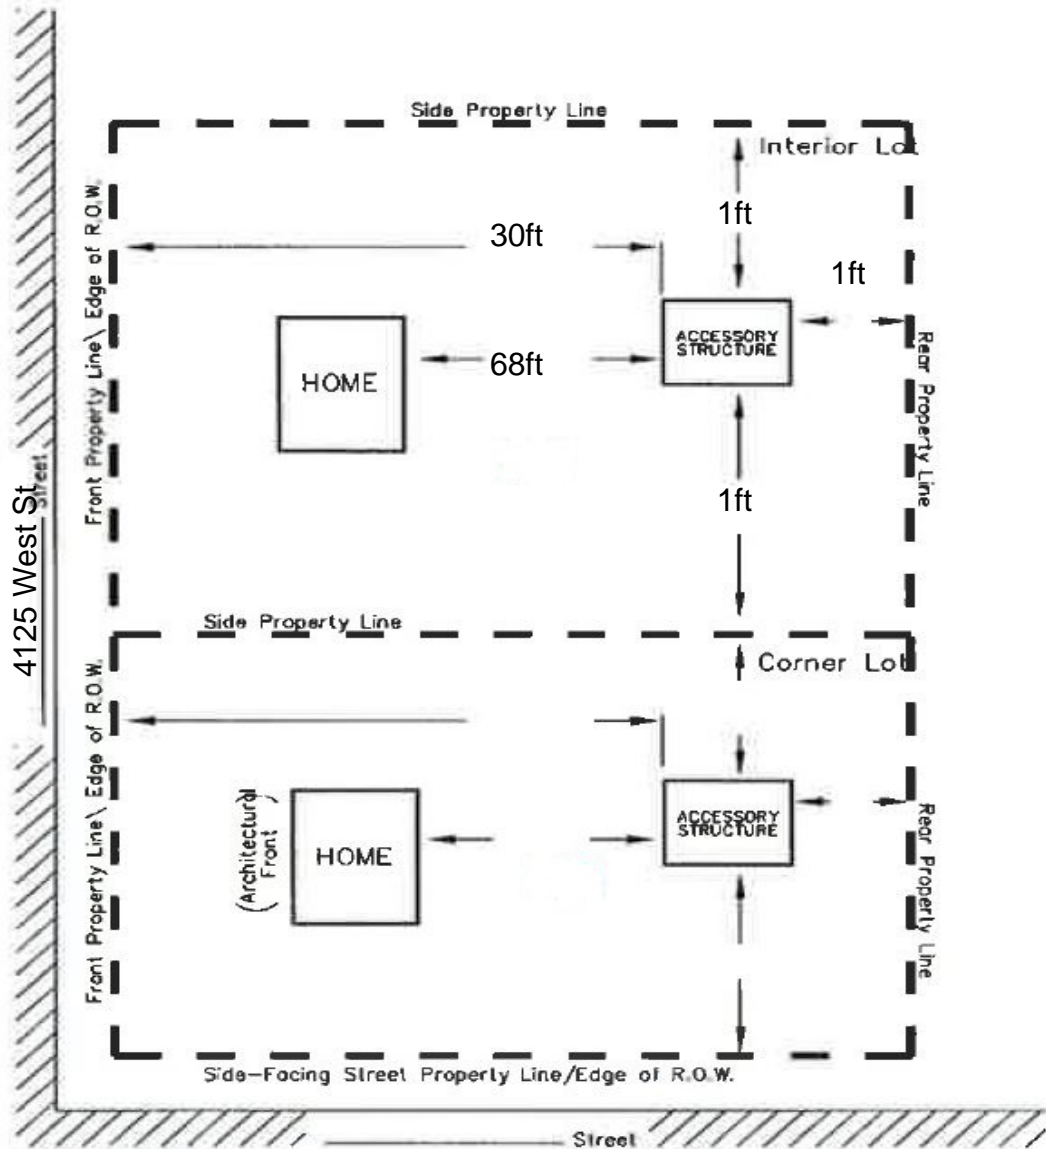 Side Property Line
Interior Lot
Front Property Line\ Edge of R.O.W.
30ft
1ft
1ft
ACCESSORY
STRUCTURE
HOME
68ft
Rear Property Line
1ft
4125 West St
Street
Side Property Line
Corner Lot
Front Property Line\ Edge of R.O.W.
(Architectural
Front)
HOME
ACCESSORY
STRUCTURE
Rear Property Line
Side-Facing Street Property Line/Edge of R.O.W.
Street